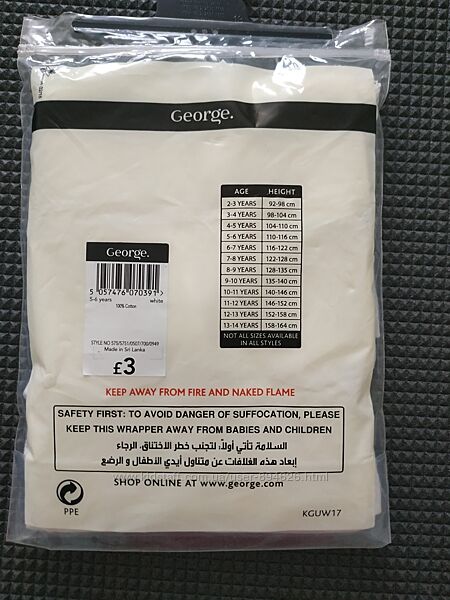 George.
AGE HEIGHT
2-3 YEARS 92-98 cm
3-4 YEARS 98-104 cm
4-5 YEARS 104-110 cm
5-6 YEARS 110-116 cm
6-7 YEARS 116-122 cm
7-8 YEARS 122-128 cm
8-9 YEARS 128-135 cm
9-10 YEARS 135-140 cm
10-11 YEARS 140-146 cm
11-12 YEARS 146-152 cm
12-13 YEARS 152-158 cm
13-14 YEARS 158-164 cm
NOT ALL SIZES AVAILABLE
IN ALL STYLES
George.
5 057476 070391 >
5-6 years white
100% Cotton
STYLE NO 575/5751/0507/700/0949
Made in Sri Lanka
£3
KEEP AWAY FROM FIRE AND NAKED FLAME
SAFETY FIRST: TO AVOID DANGER OF SUFFOCATION, PLEASE
KEEP THIS WRAPPER AWAY FROM BABIES AND CHILDREN
السلامة تأتي أولاً، لتجنب خطر الاختناق، الرجاء
إبعاد هذه الغلافات عن متناول أيدي الأطفال و الرضع
SHOP ONLINE AT www.george.com
PPE
KGUW17